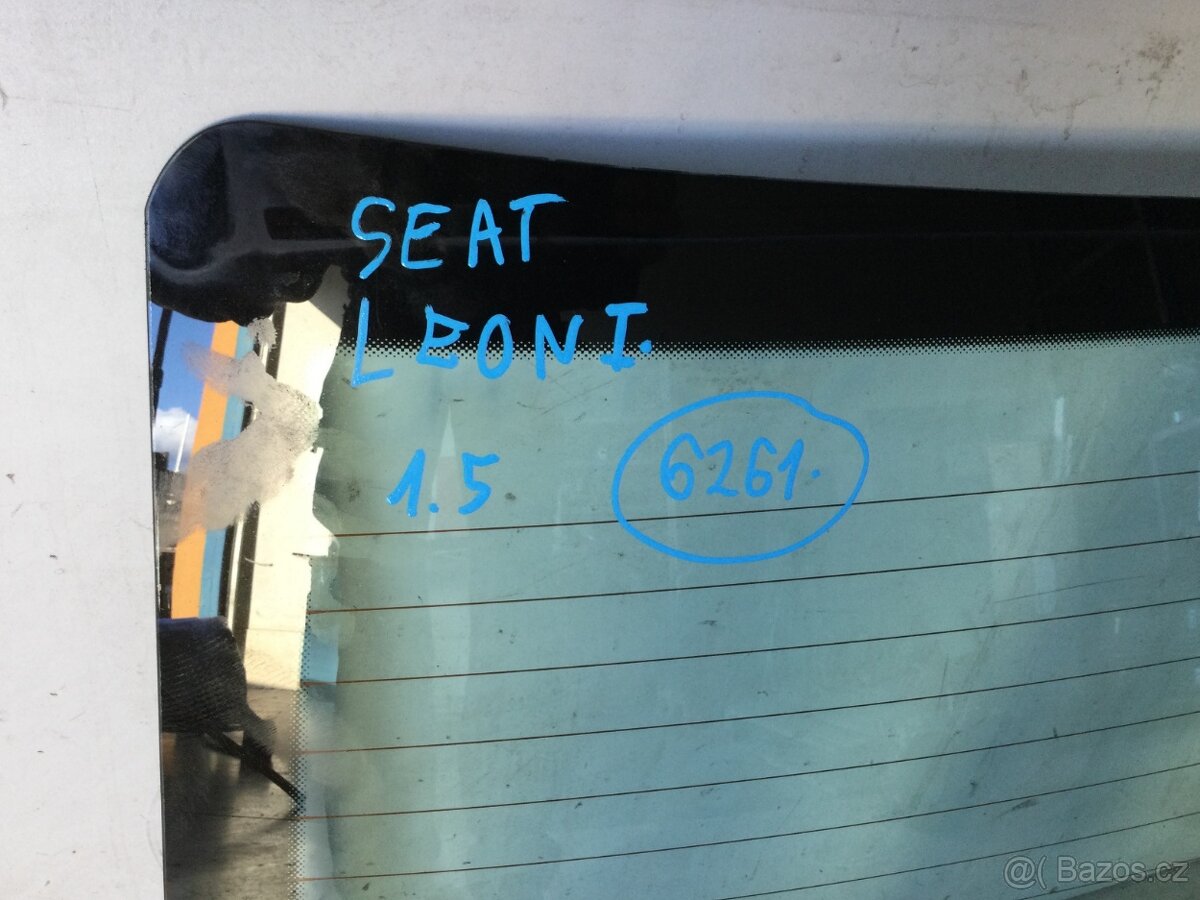 SEAT
LEON I.
1.5 6261.
@( Bazos.cz